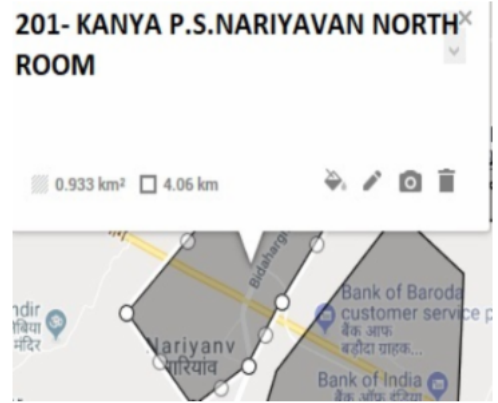 201- KANYA P.S.NARIYAVAN NORTH
ROOM
0.933 km² 4.06 km
Bidaharg
Bank of Baroda
customer service p
बैंक आफ
बड़ौदा ग्राहक...
ndir
बिया
मंदिर
Nariyanv
नारियांव
Bank of India
बैंक ऑफ इंडिया